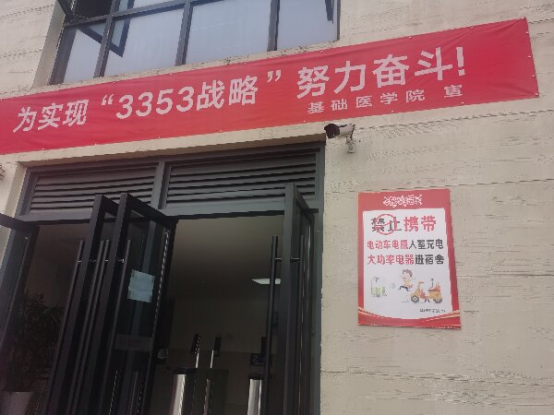 为实现“3353战略”努力奋斗！
基础医学院 宣
禁止携带
电动车电瓶入室充电
大功率电器进宿舍